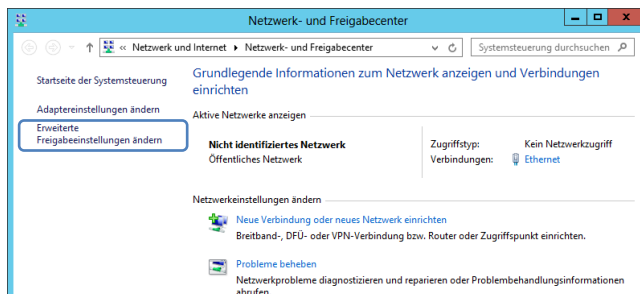 Netzwerk- und Freigabecenter
« Netzwerk und Internet ▸ Netzwerk- und Freigabecenter
Systemsteuerung durchsuchen
Startseite der Systemsteuerung
Adaptereinstellungen ändern
Erweiterte
Freigabeeinstellungen ändern
Grundlegende Informationen zum Netzwerk anzeigen und Verbindungen
einrichten
Aktive Netzwerke anzeigen
Nicht identifiziertes Netzwerk
Öffentliches Netzwerk
Zugriffstyp: Kein Netzwerkzugriff
Verbindungen: Ethernet
Netzwerkeinstellungen ändern
Neue Verbindung oder neues Netzwerk einrichten
Breitband-, DFÜ- oder VPN-Verbindung bzw. Router oder Zugriffspunkt einrichten.
Probleme beheben
Netzwerkprobleme diagnostizieren und reparieren oder Problembehandlungsinformationen
abrufen